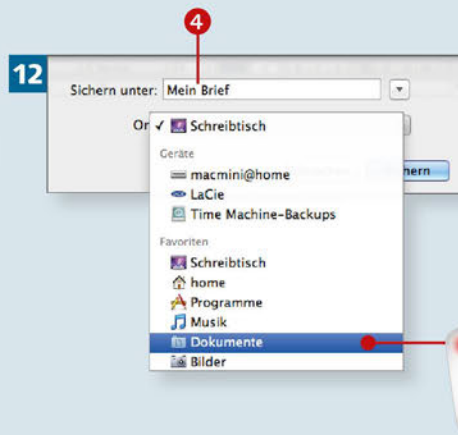 4
12
Sichern unter: Mein Brief
Or ✓ Schreibtisch
Geräte
macmini@home
hern
LaCie
Time Machine-Backups
Favoriten
Schreibtisch
home
Programme
Musik
Dokumente
Bilder